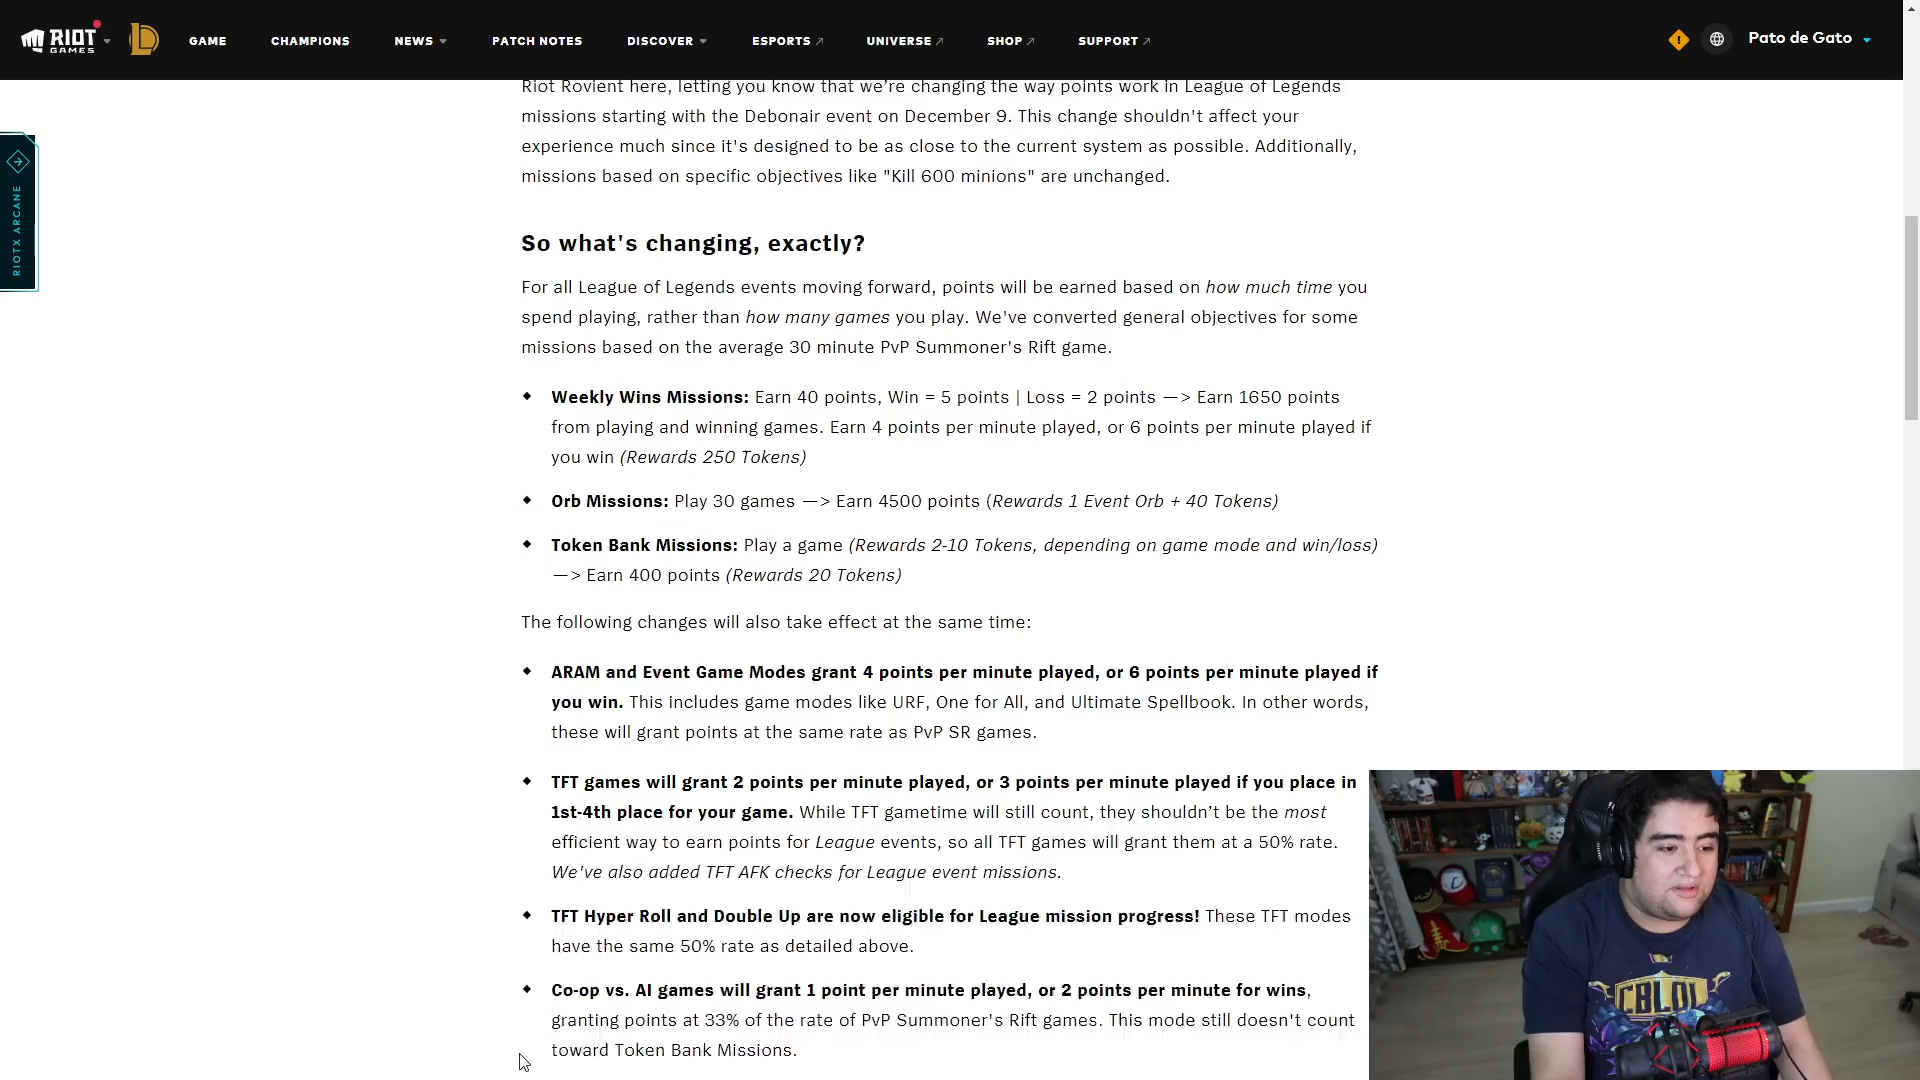 RIOT GAMES
GAME CHAMPIONS NEWS PATCH NOTES DISCOVER ESPORTS UNIVERSE SHOP SUPPORT Pato de Gato
RIOTX ARCANE
Riot Rovient here, letting you know that we’re changing the way points work in League of Legends
missions starting with the Debonair event on December 9. This change shouldn't affect your
experience much since it's designed to be as close to the current system as possible. Additionally,
missions based on specific objectives like "Kill 600 minions" are unchanged.
So what's changing, exactly?
For all League of Legends events moving forward, points will be earned based on how much time you
spend playing, rather than how many games you play. We've converted general objectives for some
missions based on the average 30 minute PvP Summoner's Rift game.
Weekly Wins Missions: Earn 40 points, Win = 5 points | Loss = 2 points —> Earn 1650 points
from playing and winning games. Earn 4 points per minute played, or 6 points per minute played if
you win (Rewards 250 Tokens)
Orb Missions: Play 30 games —> Earn 4500 points (Rewards 1 Event Orb + 40 Tokens)
Token Bank Missions: Play a game (Rewards 2-10 Tokens, depending on game mode and win/loss)
—> Earn 400 points (Rewards 20 Tokens)
The following changes will also take effect at the same time:
ARAM and Event Game Modes grant 4 points per minute played, or 6 points per minute played if
you win. This includes game modes like URF, One for All, and Ultimate Spellbook. In other words,
these will grant points at the same rate as PvP SR games.
TFT games will grant 2 points per minute played, or 3 points per minute played if you place in
1st-4th place for your game. While TFT gametime will still count, they shouldn’t be the most
efficient way to earn points for League events, so all TFT games will grant them at a 50% rate.
We've also added TFT AFK checks for League event missions.
TFT Hyper Roll and Double Up are now eligible for League mission progress! These TFT modes
have the same 50% rate as detailed above.
Co-op vs. AI games will grant 1 point per minute played, or 2 points per minute for wins,
granting points at 33% of the rate of PvP Summoner's Rift games. This mode still doesn't count
toward Token Bank Missions.
CBLOL